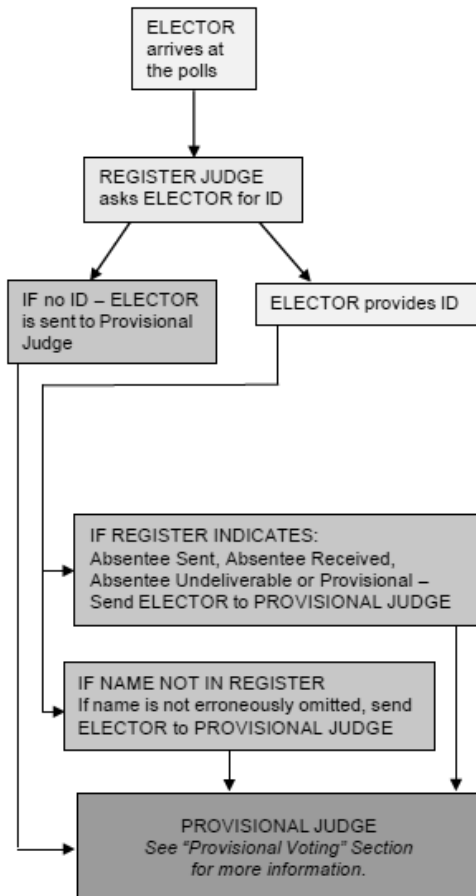 ELECTOR
arrives at
the polls
REGISTER JUDGE
asks ELECTOR for ID
IF no ID – ELECTOR
is sent to Provisional
Judge
ELECTOR provides ID
IF REGISTER INDICATES:
Absentee Sent, Absentee Received,
Absentee Undeliverable or Provisional –
Send ELECTOR to PROVISIONAL JUDGE
IF NAME NOT IN REGISTER
If name is not erroneously omitted, send
ELECTOR to PROVISIONAL JUDGE
PROVISIONAL JUDGE
See “Provisional Voting” Section
for more information.